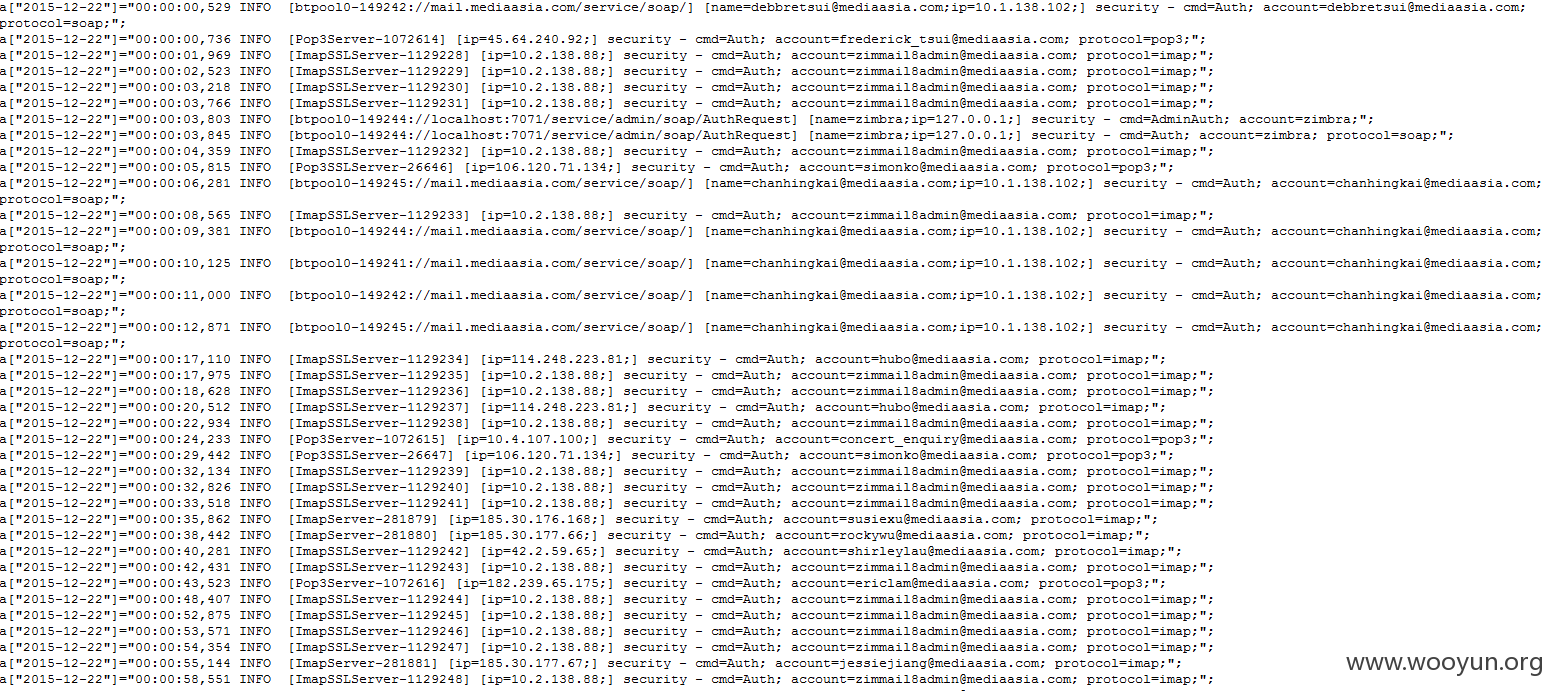 a["2015-12-22"]="00:00:00,529 INFO  [btpool0-149242://mail.mediaasia.com/service/soap/] [name=debbretsui@mediaasia.com;ip=10.1.138.102;] security - cmd=Auth; account=debbretsui@mediaasia.com;
protocol=soap;";
a["2015-12-22"]="00:00:00,736 INFO  [Pop3Server-1072614] [ip=45.64.240.92;] security - cmd=Auth; account=frederick_tsui@mediaasia.com; protocol=pop3;";
a["2015-12-22"]="00:00:01,969 INFO  [ImapSSLServer-1129228] [ip=10.2.138.88;] security - cmd=Auth; account=zimmail8admin@mediaasia.com; protocol=imap;";
a["2015-12-22"]="00:00:02,523 INFO  [ImapSSLServer-1129229] [ip=10.2.138.88;] security - cmd=Auth; account=zimmail8admin@mediaasia.com; protocol=imap;";
a["2015-12-22"]="00:00:03,218 INFO  [ImapSSLServer-1129230] [ip=10.2.138.88;] security - cmd=Auth; account=zimmail8admin@mediaasia.com; protocol=imap;";
a["2015-12-22"]="00:00:03,766 INFO  [ImapSSLServer-1129231] [ip=10.2.138.88;] security - cmd=Auth; account=zimmail8admin@mediaasia.com; protocol=imap;";
a["2015-12-22"]="00:00:03,803 INFO  [btpool0-149244://localhost:7071/service/admin/soap/AuthRequest] [name=zimbra;ip=127.0.0.1;] security - cmd=AdminAuth; account=zimbra;";
a["2015-12-22"]="00:00:03,845 INFO  [btpool0-149244://localhost:7071/service/admin/soap/AuthRequest] [name=zimbra;ip=127.0.0.1;] security - cmd=Auth; account=zimbra; protocol=soap;";
a["2015-12-22"]="00:00:04,359 INFO  [ImapSSLServer-1129232] [ip=10.2.138.88;] security - cmd=Auth; account=zimmail8admin@mediaasia.com; protocol=imap;";
a["2015-12-22"]="00:00:05,815 INFO  [Pop3SSLServer-26646] [ip=106.120.71.134;] security - cmd=Auth; account=simonko@mediaasia.com; protocol=pop3;";
a["2015-12-22"]="00:00:06,281 INFO  [btpool0-149245://mail.mediaasia.com/service/soap/] [name=chanhingkai@mediaasia.com;ip=10.1.138.102;] security - cmd=Auth; account=chanhingkai@mediaasia.com;
protocol=soap;";
a["2015-12-22"]="00:00:08,565 INFO  [ImapSSLServer-1129233] [ip=10.2.138.88;] security - cmd=Auth; account=zimmail8admin@mediaasia.com; protocol=imap;";
a["2015-12-22"]="00:00:09,381 INFO  [btpool0-149244://mail.mediaasia.com/service/soap/] [name=chanhingkai@mediaasia.com;ip=10.1.138.102;] security - cmd=Auth; account=chanhingkai@mediaasia.com;
protocol=soap;";
a["2015-12-22"]="00:00:10,125 INFO  [btpool0-149241://mail.mediaasia.com/service/soap/] [name=chanhingkai@mediaasia.com;ip=10.1.138.102;] security - cmd=Auth; account=chanhingkai@mediaasia.com;
protocol=soap;";
a["2015-12-22"]="00:00:11,000 INFO  [btpool0-149242://mail.mediaasia.com/service/soap/] [name=chanhingkai@mediaasia.com;ip=10.1.138.102;] security - cmd=Auth; account=chanhingkai@mediaasia.com;
protocol=soap;";
a["2015-12-22"]="00:00:12,871 INFO  [btpool0-149245://mail.mediaasia.com/service/soap/] [name=chanhingkai@mediaasia.com;ip=10.1.138.102;] security - cmd=Auth; account=chanhingkai@mediaasia.com;
protocol=soap;";
a["2015-12-22"]="00:00:17,110 INFO  [ImapSSLServer-1129234] [ip=114.248.223.81;] security - cmd=Auth; account=hubo@mediaasia.com; protocol=imap;";
a["2015-12-22"]="00:00:17,975 INFO  [ImapSSLServer-1129235] [ip=10.2.138.88;] security - cmd=Auth; account=zimmail8admin@mediaasia.com; protocol=imap;";
a["2015-12-22"]="00:00:18,628 INFO  [ImapSSLServer-1129236] [ip=10.2.138.88;] security - cmd=Auth; account=zimmail8admin@mediaasia.com; protocol=imap;";
a["2015-12-22"]="00:00:20,512 INFO  [ImapSSLServer-1129237] [ip=114.248.223.81;] security - cmd=Auth; account=hubo@mediaasia.com; protocol=imap;";
a["2015-12-22"]="00:00:22,934 INFO  [ImapSSLServer-1129238] [ip=10.2.138.88;] security - cmd=Auth; account=zimmail8admin@mediaasia.com; protocol=imap;";
a["2015-12-22"]="00:00:24,233 INFO  [Pop3Server-1072615] [ip=10.4.107.100;] security - cmd=Auth; account=concert_enquiry@mediaasia.com; protocol=pop3;";
a["2015-12-22"]="00:00:29,442 INFO  [Pop3SSLServer-26647] [ip=106.120.71.134;] security - cmd=Auth; account=simonko@mediaasia.com; protocol=pop3;";
a["2015-12-22"]="00:00:32,134 INFO  [ImapSSLServer-1129239] [ip=10.2.138.88;] security - cmd=Auth; account=zimmail8admin@mediaasia.com; protocol=imap;";
a["2015-12-22"]="00:00:32,826 INFO  [ImapSSLServer-1129240] [ip=10.2.138.88;] security - cmd=Auth; account=zimmail8admin@mediaasia.com; protocol=imap;";
a["2015-12-22"]="00:00:33,518 INFO  [ImapSSLServer-1129241] [ip=10.2.138.88;] security - cmd=Auth; account=zimmail8admin@mediaasia.com; protocol=imap;";
a["2015-12-22"]="00:00:35,862 INFO  [ImapServer-281879] [ip=185.30.176.168;] security - cmd=Auth; account=susiexu@mediaasia.com; protocol=imap;";
a["2015-12-22"]="00:00:38,442 INFO  [ImapServer-281880] [ip=185.30.177.66;] security - cmd=Auth; account=rockywu@mediaasia.com; protocol=imap;";
a["2015-12-22"]="00:00:40,281 INFO  [ImapSSLServer-1129242] [ip=42.2.59.65;] security - cmd=Auth; account=shirleylau@mediaasia.com; protocol=imap;";
a["2015-12-22"]="00:00:42,431 INFO  [ImapSSLServer-1129243] [ip=10.2.138.88;] security - cmd=Auth; account=zimmail8admin@mediaasia.com; protocol=imap;";
a["2015-12-22"]="00:00:43,523 INFO  [Pop3Server-1072616] [ip=182.239.65.175;] security - cmd=Auth; account=ericlam@mediaasia.com; protocol=pop3;";
a["2015-12-22"]="00:00:48,407 INFO  [ImapSSLServer-1129244] [ip=10.2.138.88;] security - cmd=Auth; account=zimmail8admin@mediaasia.com; protocol=imap;";
a["2015-12-22"]="00:00:52,875 INFO  [ImapSSLServer-1129245] [ip=10.2.138.88;] security - cmd=Auth; account=zimmail8admin@mediaasia.com; protocol=imap;";
a["2015-12-22"]="00:00:53,571 INFO  [ImapSSLServer-1129246] [ip=10.2.138.88;] security - cmd=Auth; account=zimmail8admin@mediaasia.com; protocol=imap;";
a["2015-12-22"]="00:00:54,354 INFO  [ImapSSLServer-1129247] [ip=10.2.138.88;] security - cmd=Auth; account=zimmail8admin@mediaasia.com; protocol=imap;";
a["2015-12-22"]="00:00:55,144 INFO  [ImapServer-281881] [ip=185.30.177.67;] security - cmd=Auth; account=jessiejiang@mediaasia.com; protocol=imap;";
a["2015-12-22"]="00:00:58,551 INFO  [ImapSSLServer-1129248] [ip=10.2.138.88;] security - cmd=Auth; account=zimmail8admin@mediaasia.com; protocol=imap;";
www.wooyun.org